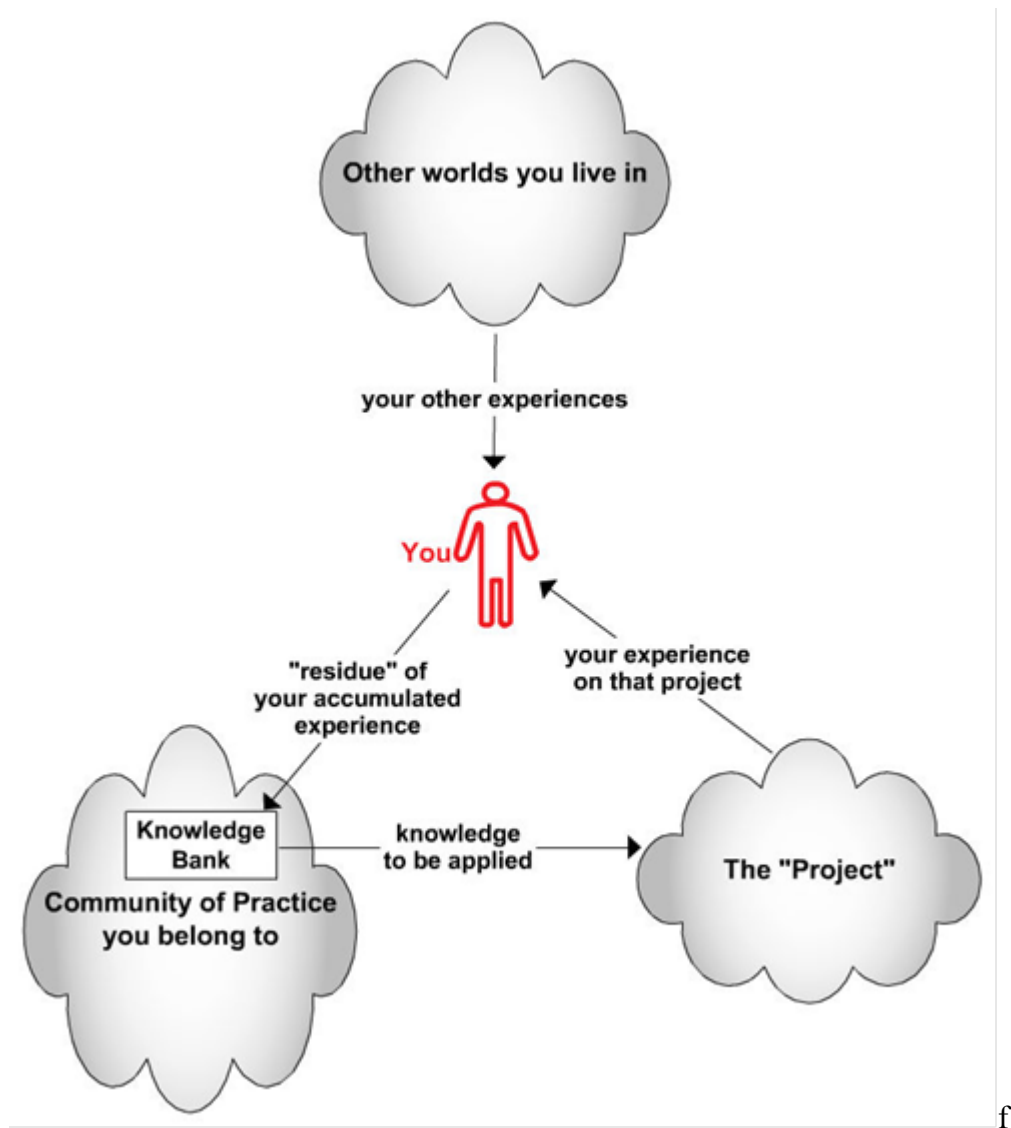 Other worlds you live in
your other experiences
You
"residue" of
your accumulated
experience
your experience
on that project
Knowledge
Bank
knowledge
to be applied
The "Project"
Community of Practice
you belong to
f